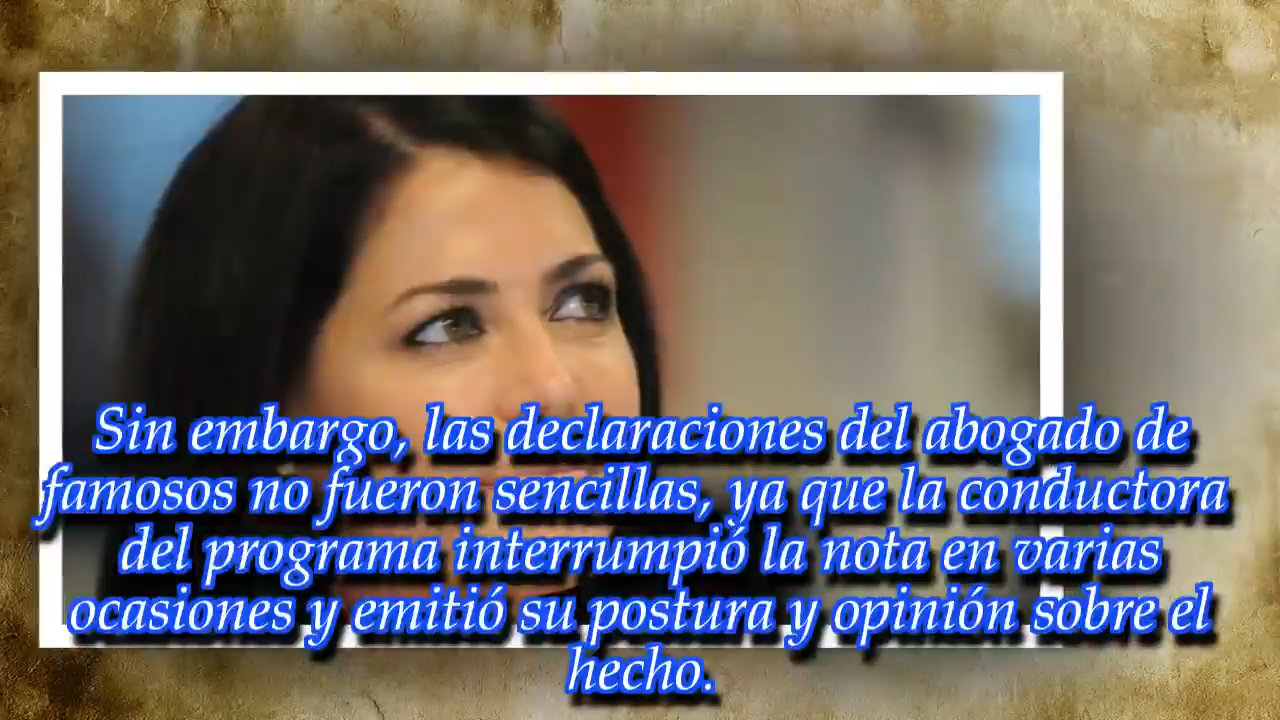 Sin embargo, las declaraciones del abogado de
famosos no fueron sencillas, ya que la conductora
del programa interrumpió la nota en varias
ocasiones y emitió su postura y opinión sobre el
hecho.